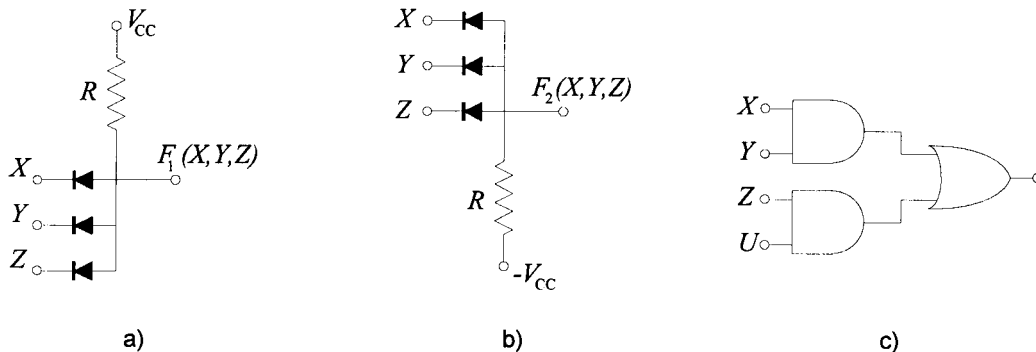 V_CC
R
X
F_1(X,Y,Z)
Y
Z
a)
X
Y
Z
F_2(X,Y,Z)
R
-V_CC
b)
X
Y
Z
U
c)